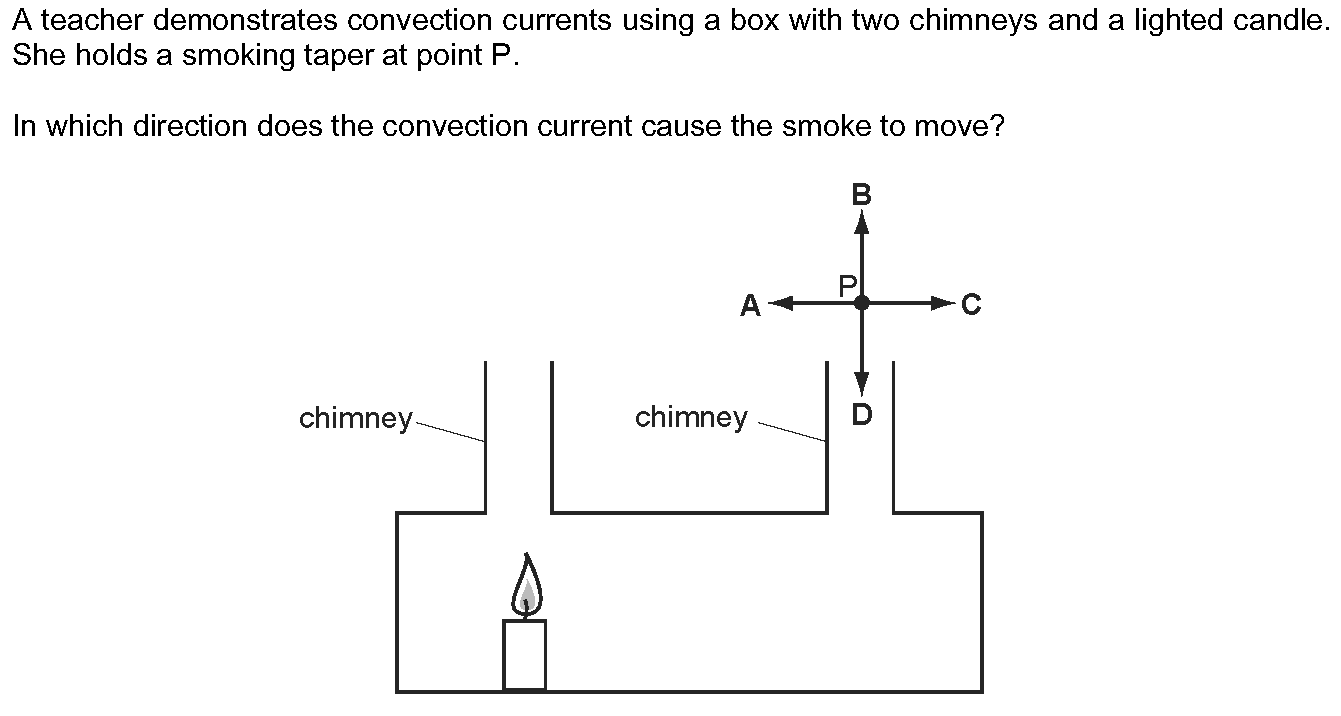 A teacher demonstrates convection currents using a box with two chimneys and a lighted candle.
She holds a smoking taper at point P.
In which direction does the convection current cause the smoke to move?
B
P
A
C
chimney
chimney
D